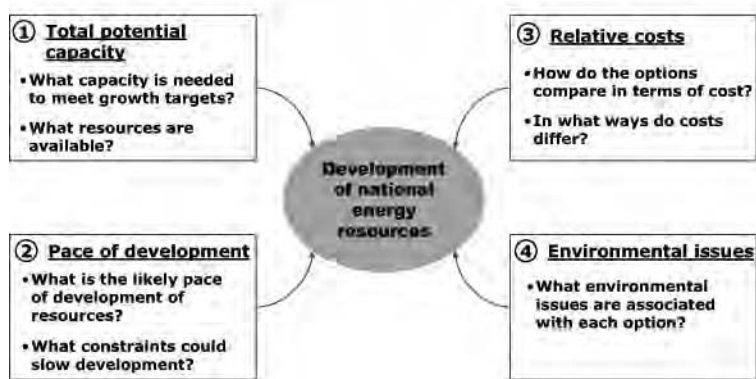 ① Total potential
capacity
• What capacity is needed
to meet growth targets?
• What resources are
available?
② Pace of development
• What is the likely pace
of development of
resources?
• What constraints could
slow development?
Development
of national
energy
resources
③ Relative costs
• How do the options
compare in terms of cost?
• In what ways do costs
differ?
④ Environmental issues
• What environmental
issues are associated
with each option?